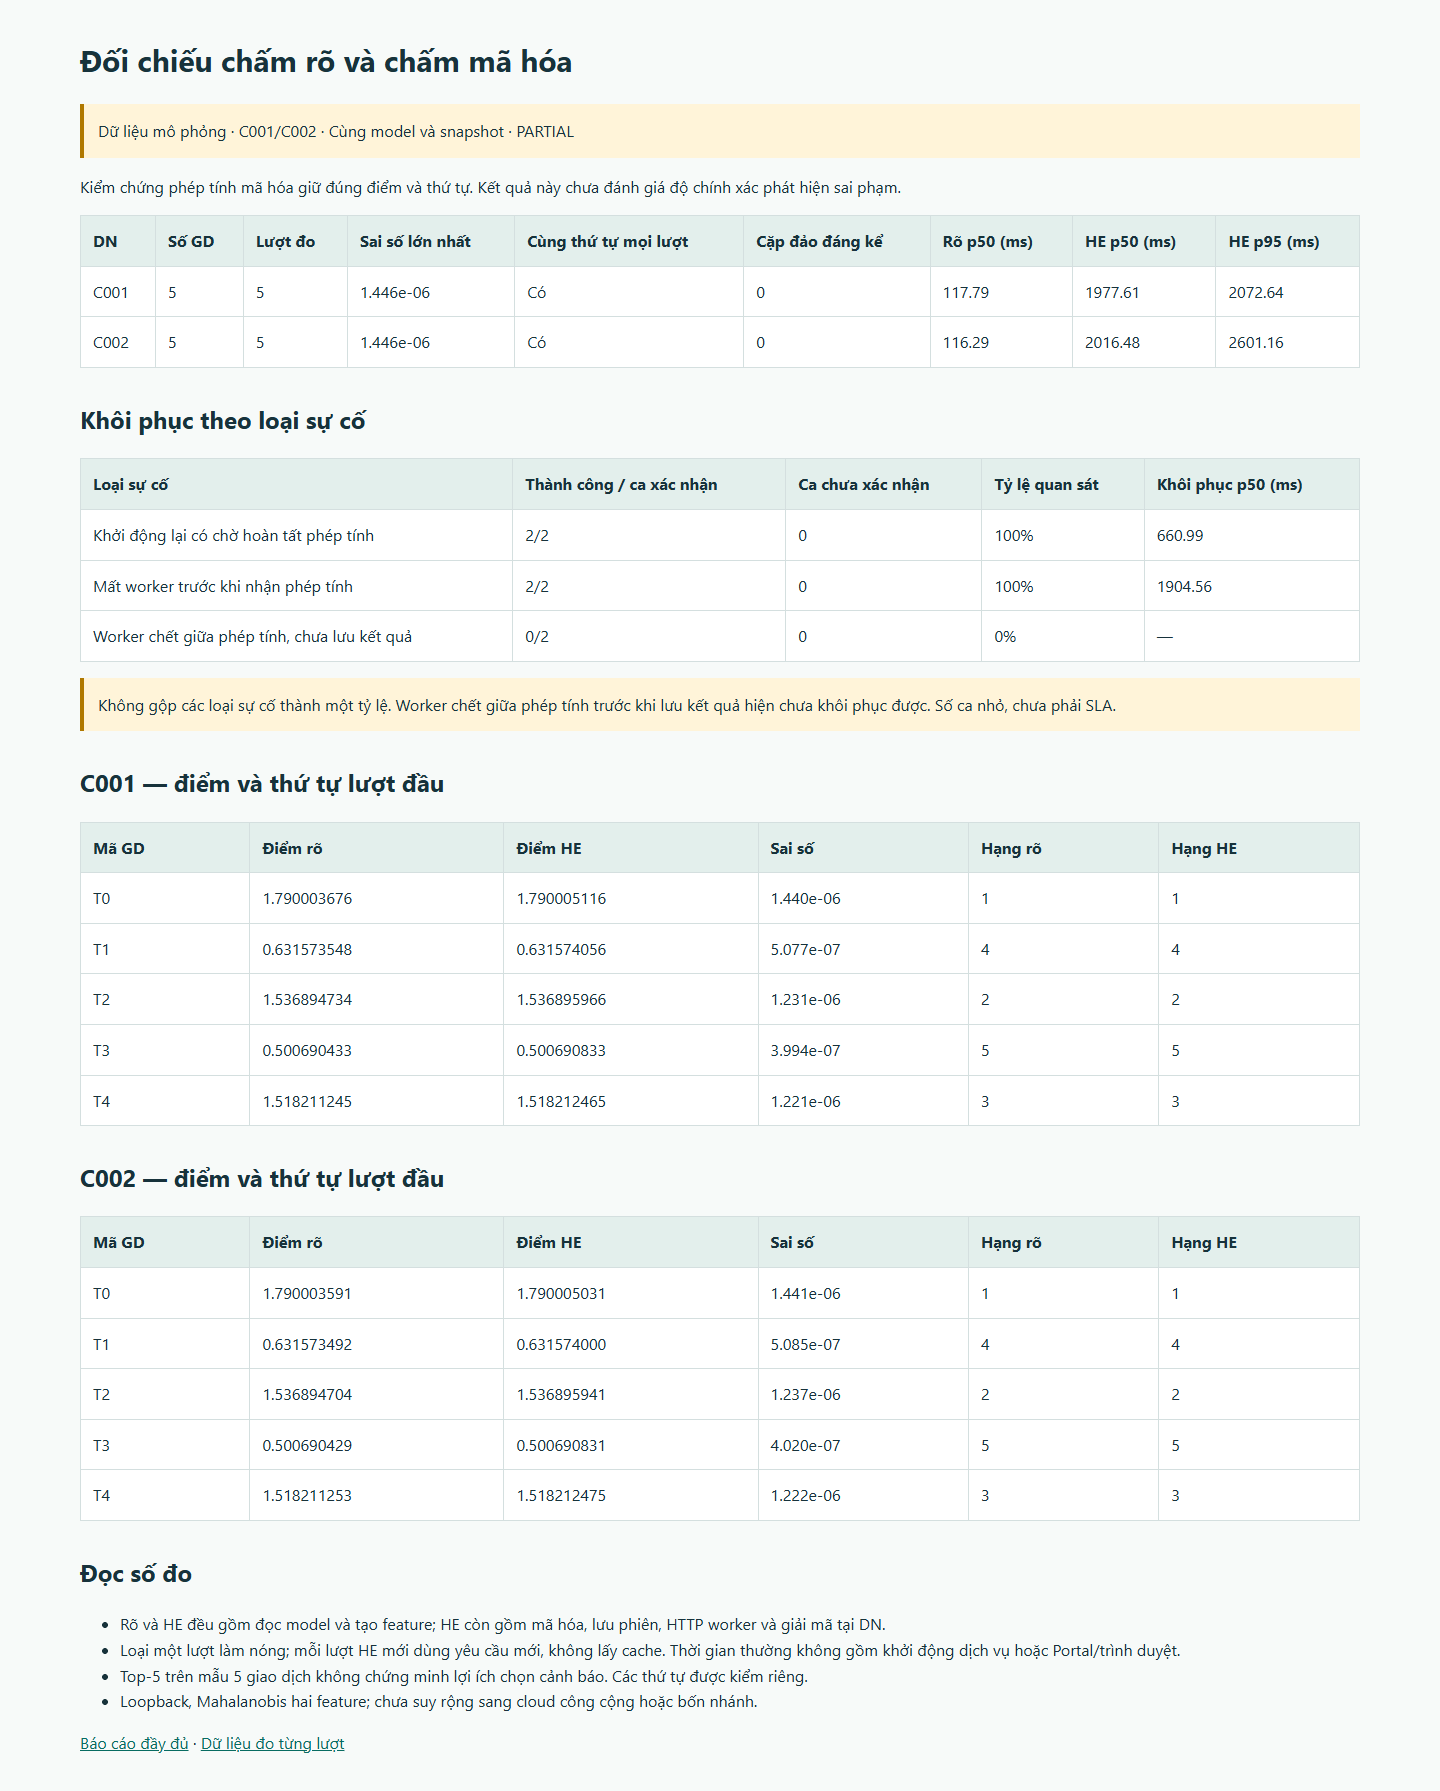 Đối chiếu chấm rõ và chấm mã hóa
Dữ liệu mô phỏng · C001/C002 · Cùng model và snapshot · PARTIAL
Kiểm chứng phép tính mã hóa giữ đúng điểm và thứ tự. Kết quả này chưa đánh giá độ chính xác phát hiện sai phạm.
DN Số GD Lượt đo Sai số lớn nhất Cùng thứ tự mọi lượt Cặp đảo đáng kể Rõ p50 (ms) HE p50 (ms) HE p95 (ms)
C001 5 5 1.446e-06 Có 0 117.79 1977.61 2072.64
C002 5 5 1.446e-06 Có 0 116.29 2016.48 2601.16
Khôi phục theo loại sự cố
Loại sự cố Thành công / ca xác nhận Ca chưa xác nhận Tỷ lệ quan sát Khôi phục p50 (ms)
Khởi động lại có chờ hoàn tất phép tính 2/2 0 100% 660.99
Mất worker trước khi nhận phép tính 2/2 0 100% 1904.56
Worker chết giữa phép tính, chưa lưu kết quả 0/2 0 0% —
Không gộp các loại sự cố thành một tỷ lệ. Worker chết giữa phép tính trước khi lưu kết quả hiện chưa khôi phục được. Số ca nhỏ, chưa phải SLA.
C001 — điểm và thứ tự lượt đầu
Mã GD Điểm rõ Điểm HE Sai số Hạng rõ Hạng HE
T0 1.790003676 1.790005116 1.440e-06 1 1
T1 0.631573548 0.631574056 5.077e-07 4 4
T2 1.536894734 1.536895966 1.231e-06 2 2
T3 0.500690433 0.500690833 3.994e-07 5 5
T4 1.518211245 1.518212465 1.221e-06 3 3
C002 — điểm và thứ tự lượt đầu
Mã GD Điểm rõ Điểm HE Sai số Hạng rõ Hạng HE
T0 1.790003591 1.790005031 1.441e-06 1 1
T1 0.631573492 0.631574000 5.085e-07 4 4
T2 1.536894704 1.536895941 1.237e-06 2 2
T3 0.500690429 0.500690831 4.020e-07 5 5
T4 1.518211253 1.518212475 1.222e-06 3 3
Đọc số đo
• Rõ và HE đều gồm đọc model và tạo feature; HE còn gồm mã hóa, lưu phiên, HTTP worker và giải mã tại DN.
• Loại một lượt làm nóng; mỗi lượt HE mới dùng yêu cầu mới, không lấy cache. Thời gian thường không gồm khởi động dịch vụ hoặc Portal/trình duyệt.
• Top-5 trên mẫu 5 giao dịch không chứng minh lợi ích chọn cảnh báo. Các thứ tự được kiểm riêng.
• Loopback, Mahalanobis hai feature; chưa suy rộng sang cloud công cộng hoặc bốn nhánh.
Báo cáo đầy đủ · Dữ liệu đo từng lượt